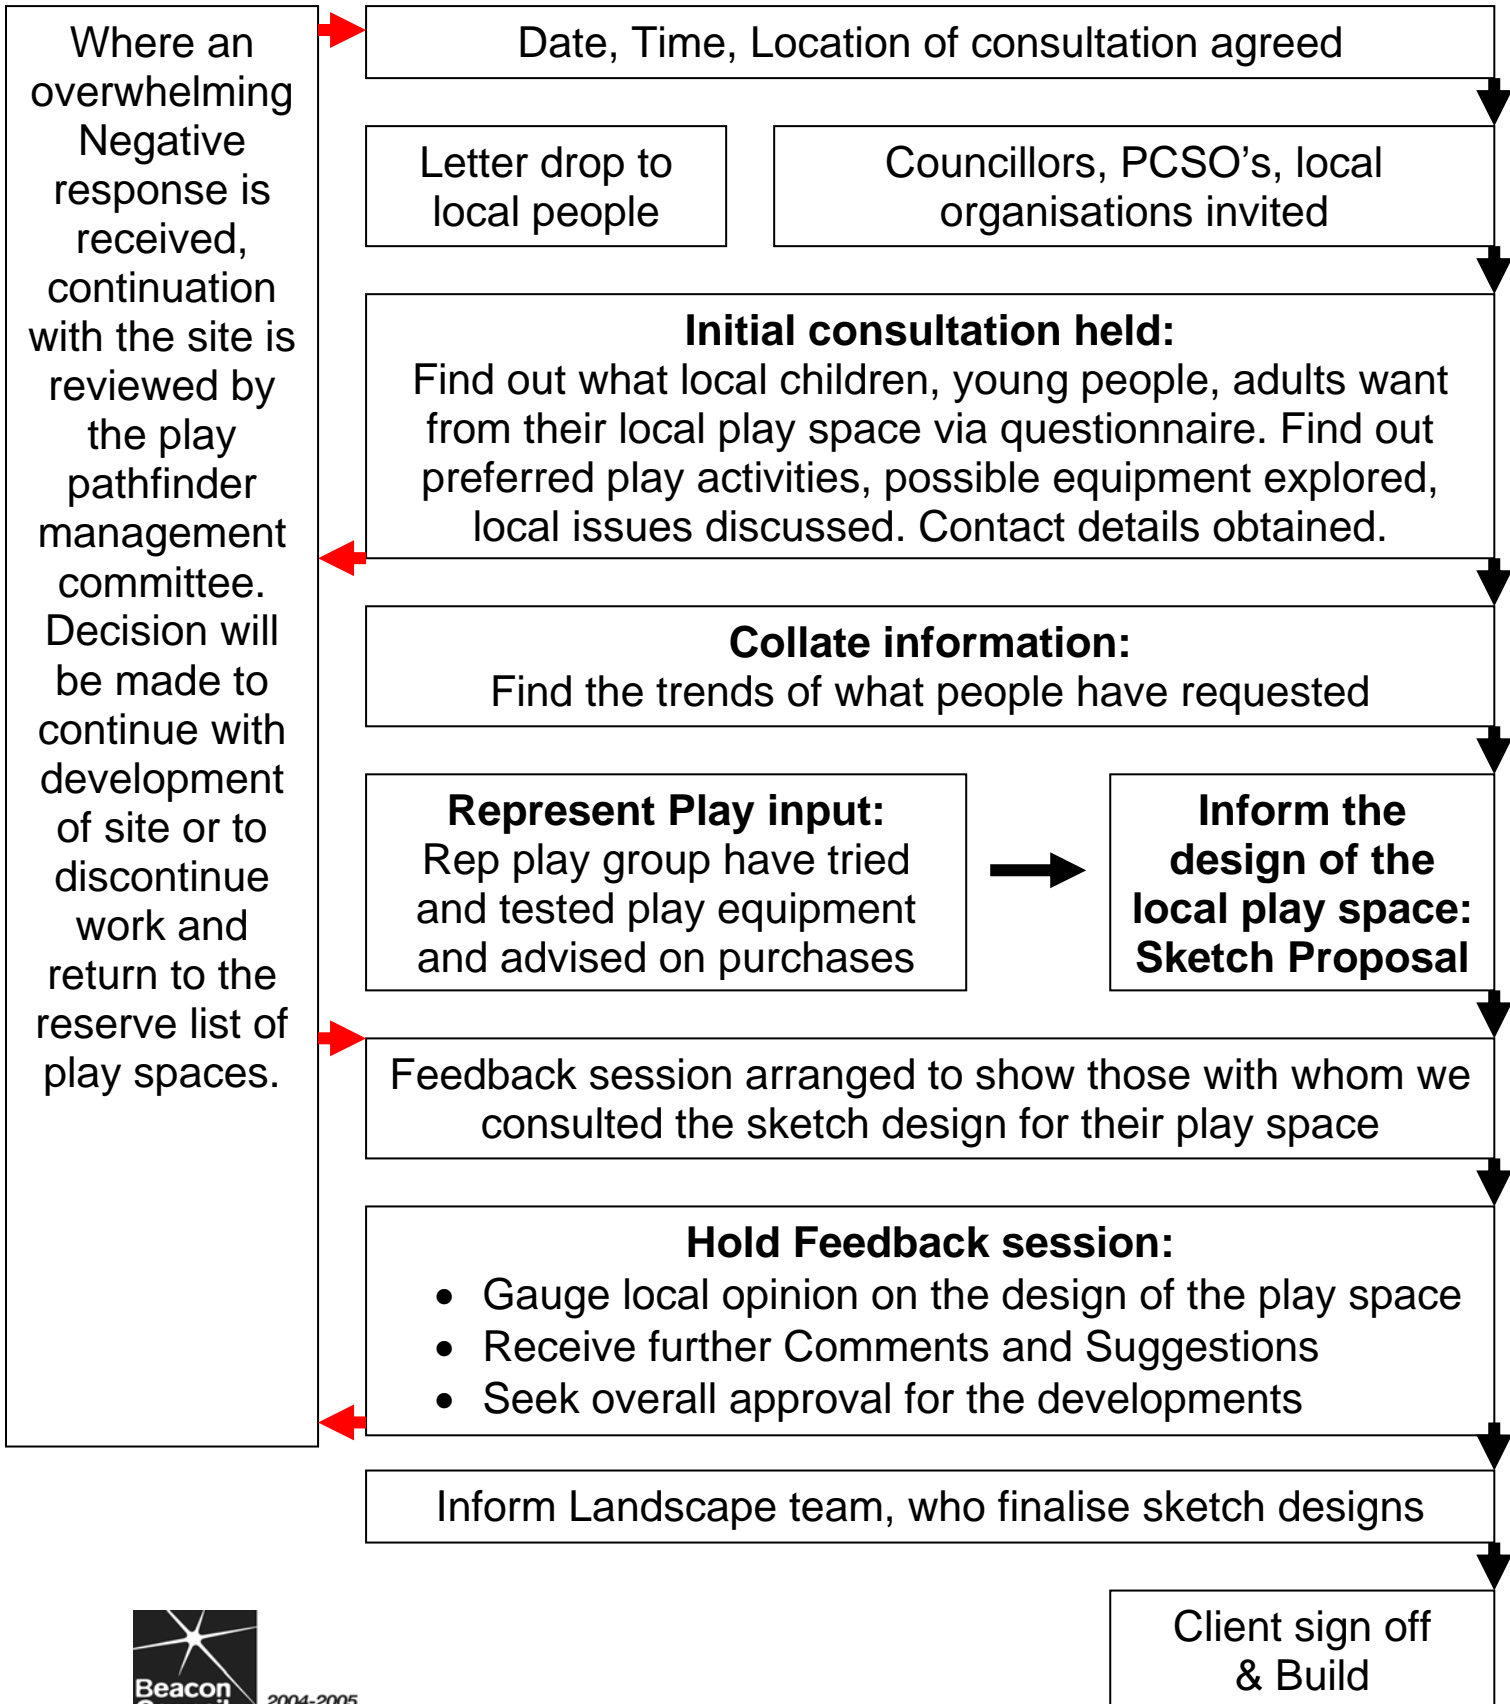 Where an
overwhelming
Negative
response is
received,
continuation
with the site is
reviewed by
the play
pathfinder
management
committee.
Decision will
be made to
continue with
development
of site or to
discontinue
work and
return to the
reserve list of
play spaces.
Date, Time, Location of consultation agreed
Letter drop to
local people
Councillors, PCSO’s, local
organisations invited
Initial consultation held:
Find out what local children, young people, adults want
from their local play space via questionnaire. Find out
preferred play activities, possible equipment explored,
local issues discussed. Contact details obtained.
Collate information:
Find the trends of what people have requested
Represent Play input:
Rep play group have tried
and tested play equipment
and advised on purchases
Inform the
design of the
local play space:
Sketch Proposal
Feedback session arranged to show those with whom we
consulted the sketch design for their play space
Hold Feedback session:
• Gauge local opinion on the design of the play space
• Receive further Comments and Suggestions
• Seek overall approval for the developments
Inform Landscape team, who finalise sketch designs
Client sign off
& Build
Beacon
2004-2005